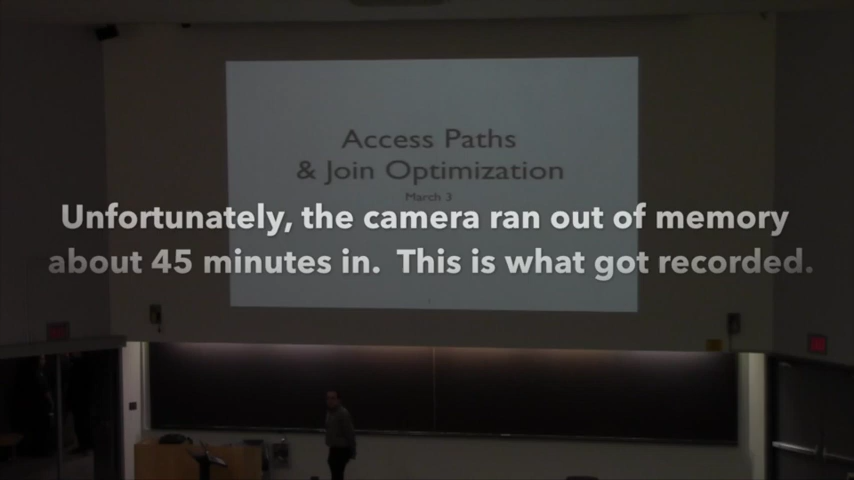 Access Paths
& Join Optimization
March 3
Unfortunately, the camera ran out of memory
about 45 minutes in.  This is what got recorded.